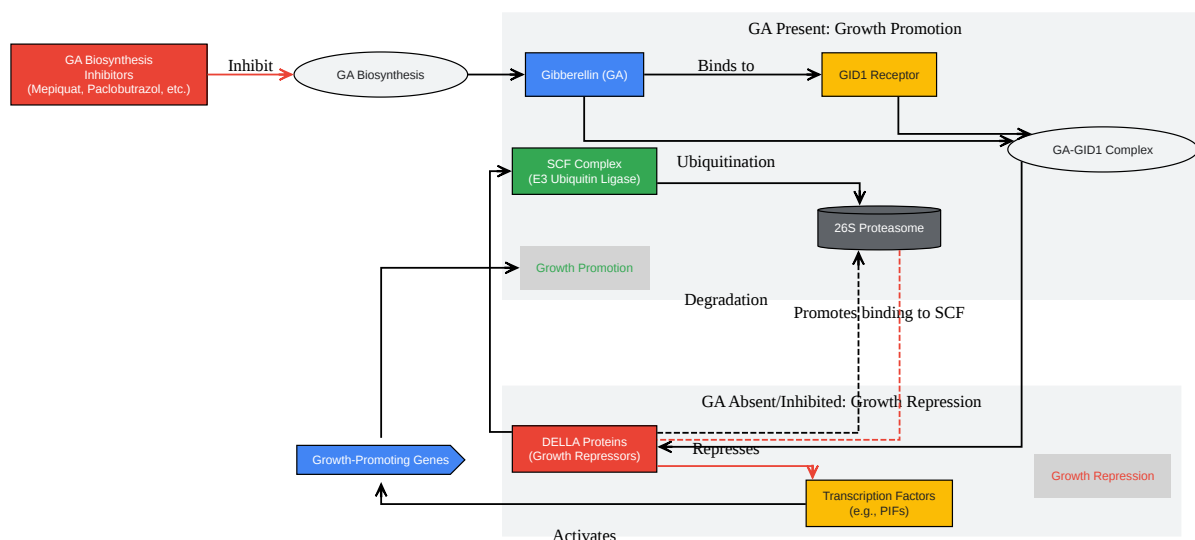 GA Present: Growth Promotion
GA Biosynthesis
Inhibitors
(Mepiquat, Paclobutrazol, etc.)
Inhibit
GA Biosynthesis
Gibberellin (GA)
Binds to
GID1 Receptor
GA-GID1 Complex
SCF Complex
(E3 Ubiquitin Ligase)
Ubiquitination
26S Proteasome
Growth Promotion
Degradation
Promotes binding to SCF
GA Absent/Inhibited: Growth Repression
DELLA Proteins
(Growth Repressors)
Represses
Growth-Promoting Genes
Growth Repression
Transcription Factors
(e.g., PIFs)
Activates